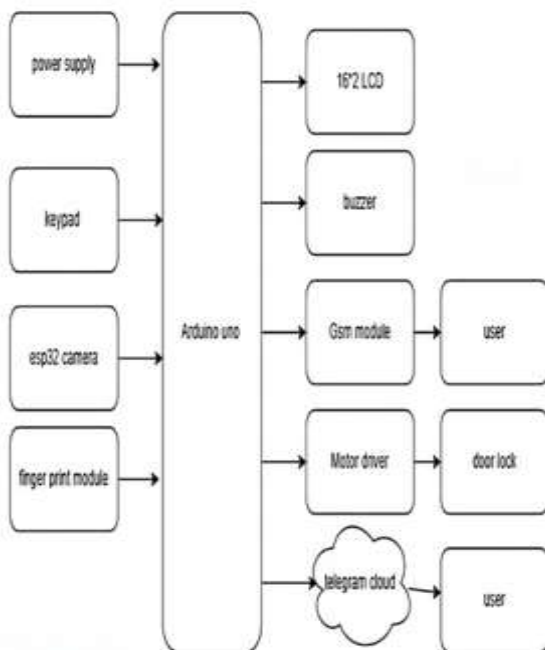 power supply
16*2 LCD
keypad
buzzer
Arduino uno
esp32 camera
Gsm module
user
finger print module
Motor driver
door lock
telegram cloud
user